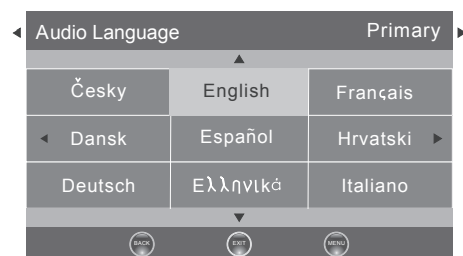 Audio Language Primary
Česky English Français
Dansk Español Hrvatski
Deutsch Ελληνικά Italiano
BACK EXIT MENU